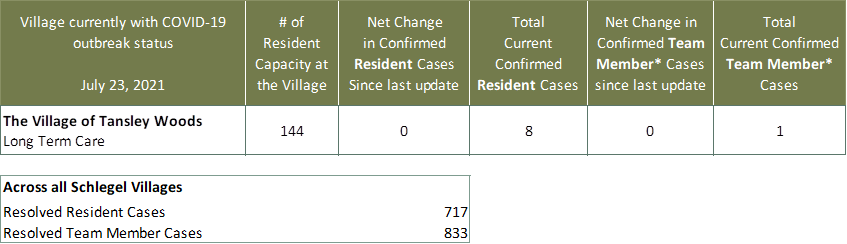 Village currently with COVID-19
outbreak status
July 23, 2021
# of
Resident
Capacity at
the Village
Net Change
in Confirmed
Resident Cases
Since last update
Total
Current
Confirmed
Resident Cases
Net Change in
Confirmed Team
Member* Cases
since last update
Total
Current Confirmed
Team Member*
Cases
The Village of Tansley Woods
Long Term Care
144
0
8
0
1
Across all Schlegel Villages
Resolved Resident Cases 717
Resolved Team Member Cases 833